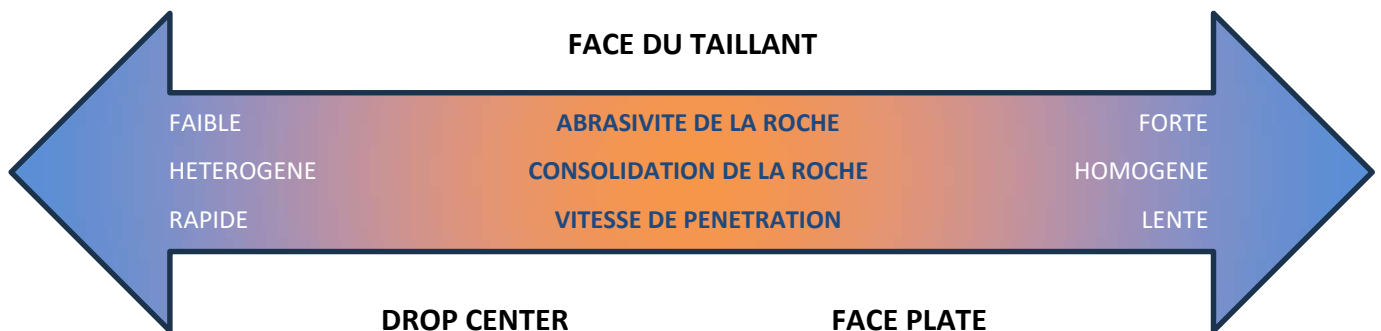 FACE DU TAILLANT
FAIBLE ABRASIVITE DE LA ROCHE FORTE
HETEROGENE CONSOLIDATION DE LA ROCHE HOMOGENE
RAPIDE VITESSE DE PENETRATION LENTE
DROP CENTER FACE PLATE